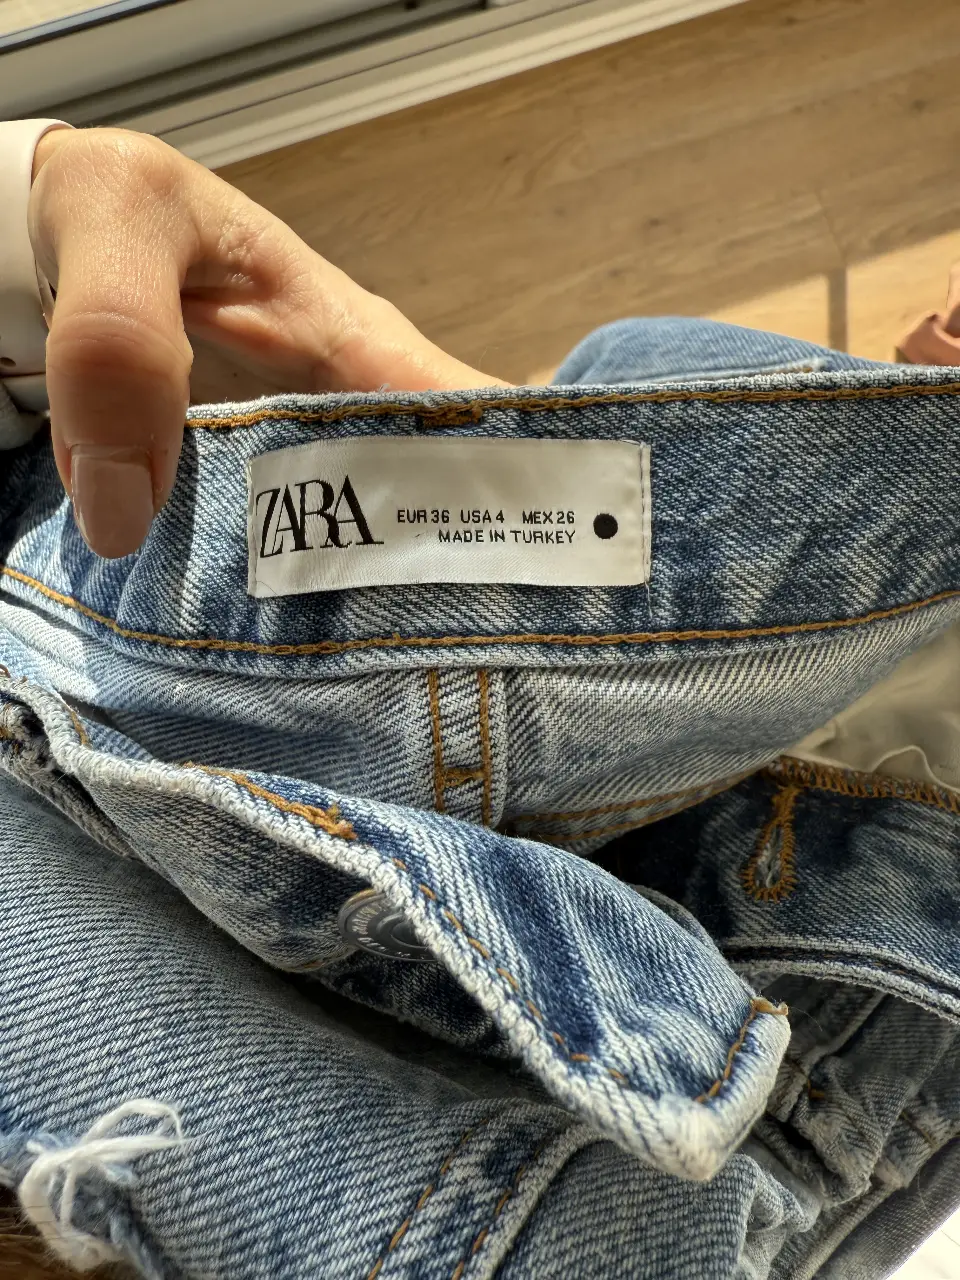 ZARA
EUR 36 USA 4 MEX 26
MADE IN TURKEY